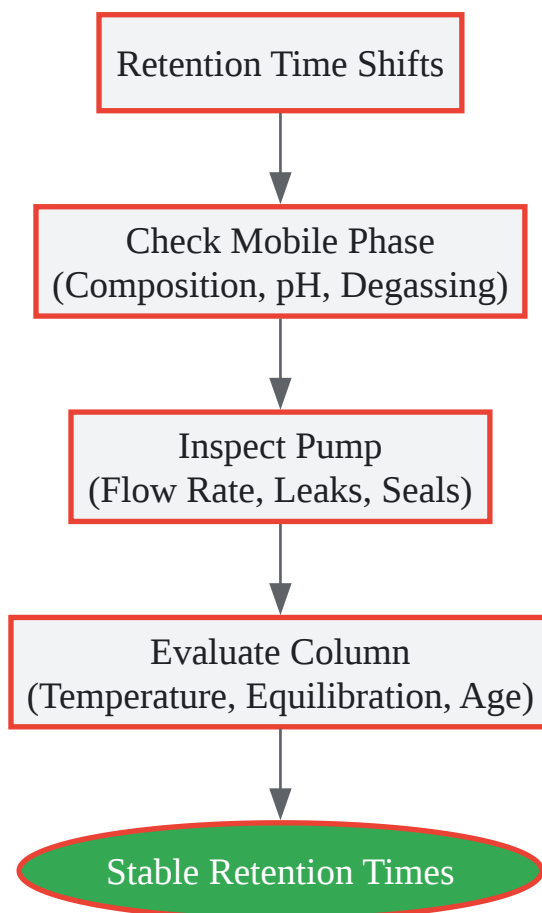 Retention Time Shifts
Check Mobile Phase
(Composition, pH, Degassing)
Inspect Pump
(Flow Rate, Leaks, Seals)
Evaluate Column
(Temperature, Equilibration, Age)
Stable Retention Times